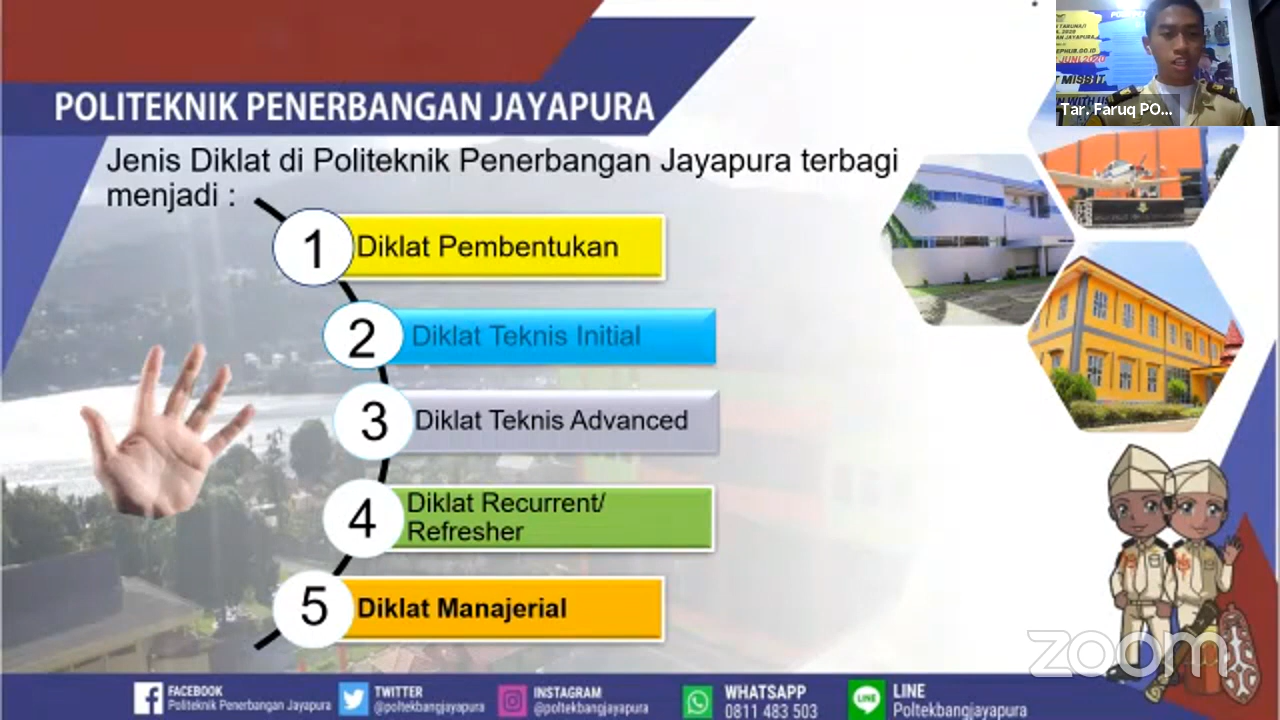 POLITEKNIK PENERBANGAN JAYAPURA
Jenis Diklat di Politeknik Penerbangan Jayapura terbagi
menjadi :
1 Diklat Pembentukan
2 Diklat Teknis Initial
3 Diklat Teknis Advanced
4 Diklat Recurrent/
Refresher
5 Diklat Manajerial
Tar. Faruq PO...
zoom
FACEBOOK
Politeknik Penerbangan Jayapura
TWITTER
@poltekbangjayapura
INSTAGRAM
@poltekbangjayapura
WHATSAPP
0811 483 503
LINE
LINE
Poltekbangjayapura